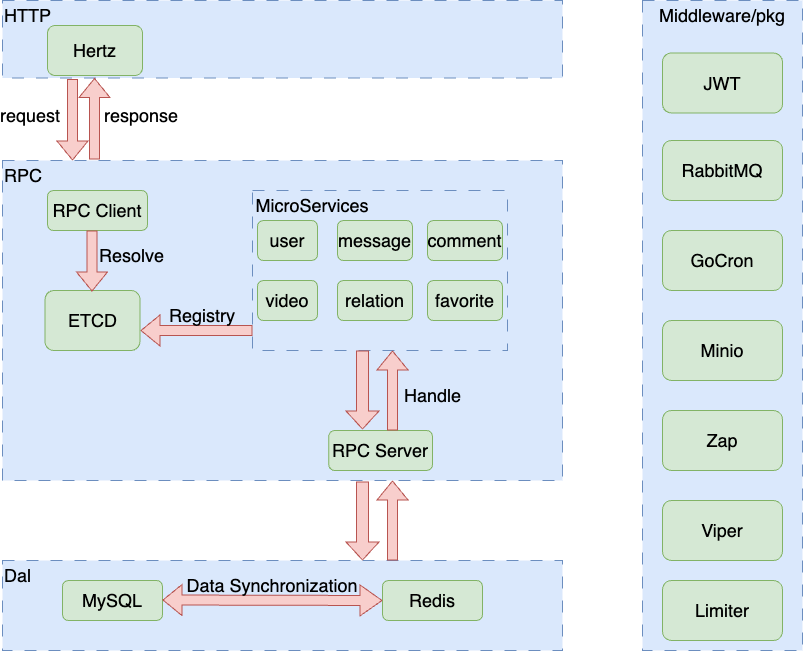 HTTP
Hertz
request
response
RPC
RPC Client
Resolve
ETCD
Registry
MicroServices
user
message
comment
video
relation
favorite
Handle
RPC Server
Dal
MySQL
Data Synchronization
Redis
Middleware/pkg
JWT
RabbitMQ
GoCron
Minio
Zap
Viper
Limiter